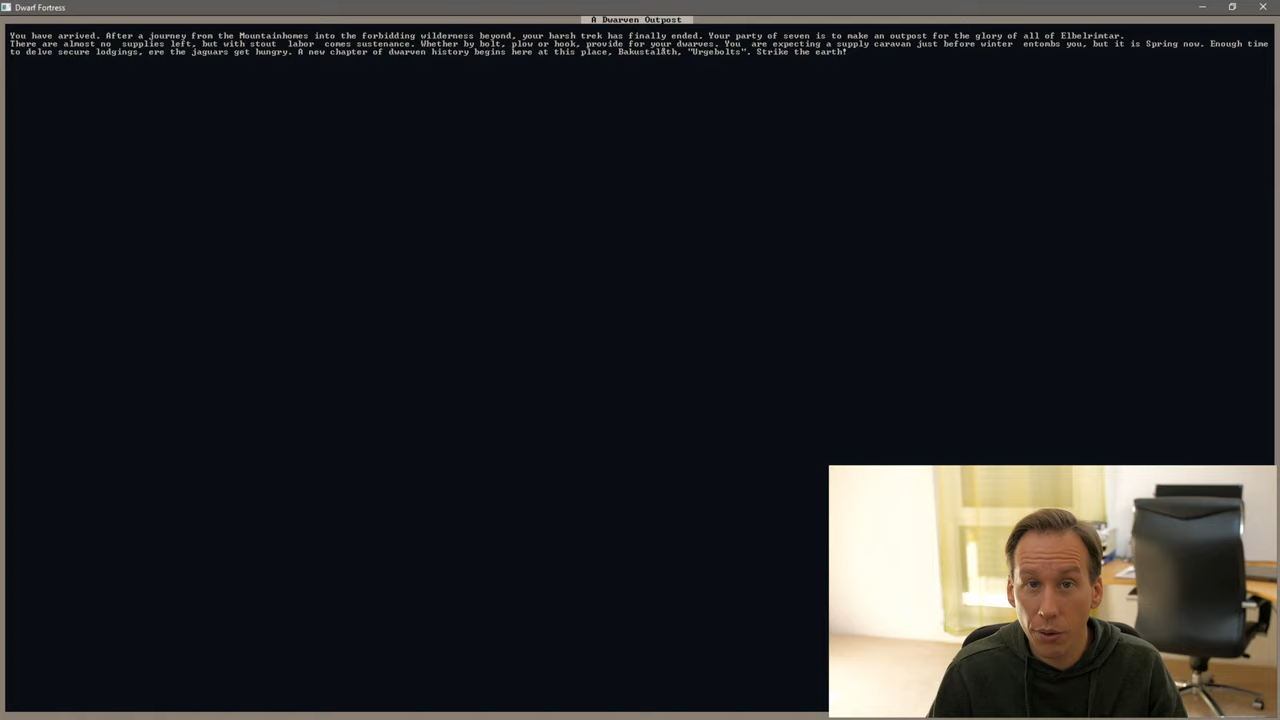 Dwarf Fortress
A Dwarven Outpost
You have arrived. After a journey from the Mountainhomes into the forbidding wilderness beyond, your harsh trek has finally ended. Your party of seven is to make an outpost for the glory of all of Elbelrimtar.
There are almost no  supplies left, but with stout  labor  comes sustenance. Whether by bolt, plow or hook, provide for your dwarves. You  are expecting a supply caravan just before winter  entombs you, but it is Spring now. Enough time
to delve secure lodgings, ere the jaguars get hungry. A new chapter of dwarven history begins here at this place, "Urgebolts". Strike the earth!